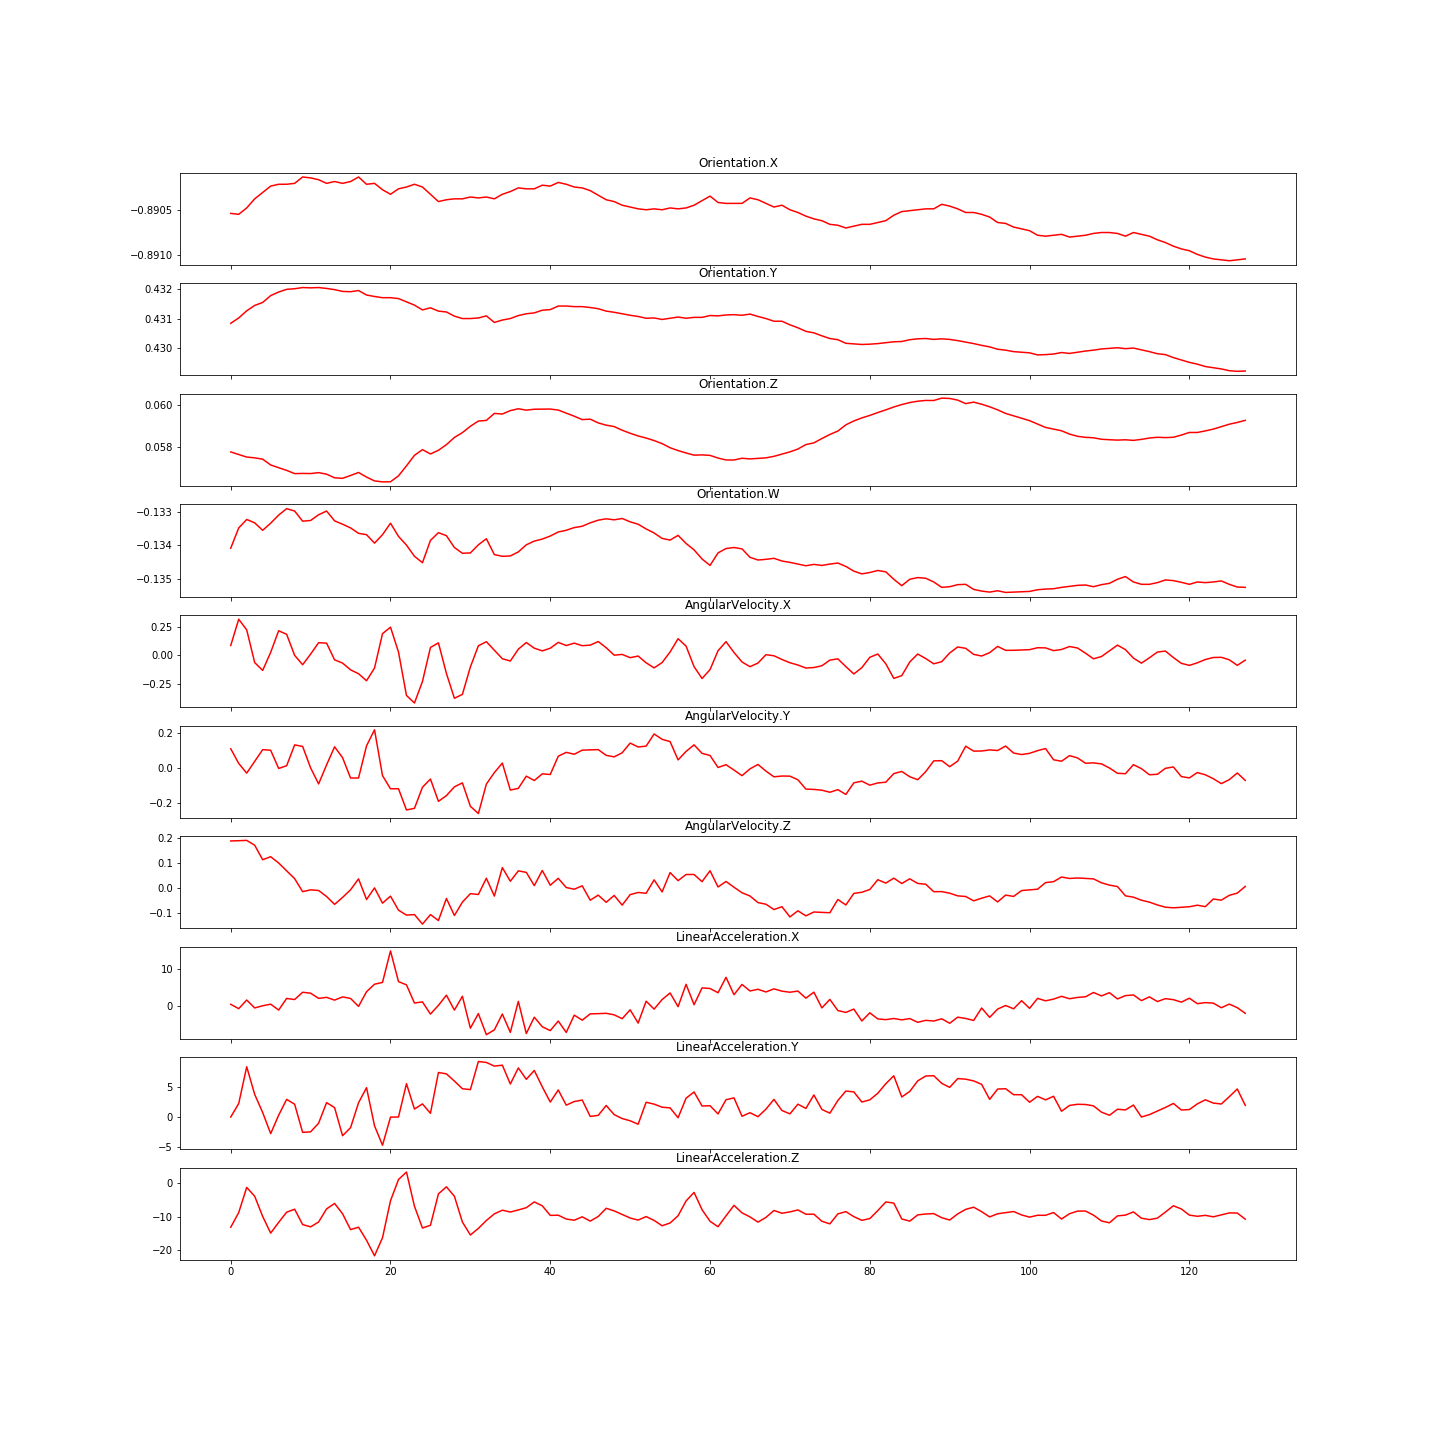 Orientation.X
−0.8905
−0.8910
Orientation.Y
0.432
0.431
0.430
Orientation.Z
0.060
0.058
Orientation.W
−0.133
−0.134
−0.135
AngularVelocity.X
0.25
0.00
−0.25
AngularVelocity.Y
0.2
0.0
−0.2
AngularVelocity.Z
0.2
0.1
0.0
−0.1
LinearAcceleration.X
10
0
LinearAcceleration.Y
5
0
−5
LinearAcceleration.Z
0
−10
−20
0 20 40 60 80 100 120